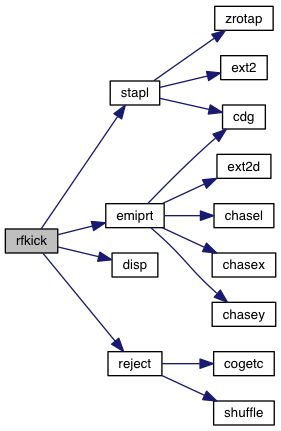 zrotap
ext2
stapl
cdg
ext2d
emiprt
chasel
rfkick
disp
chasex
chasey
reject
cogetc
shuffle